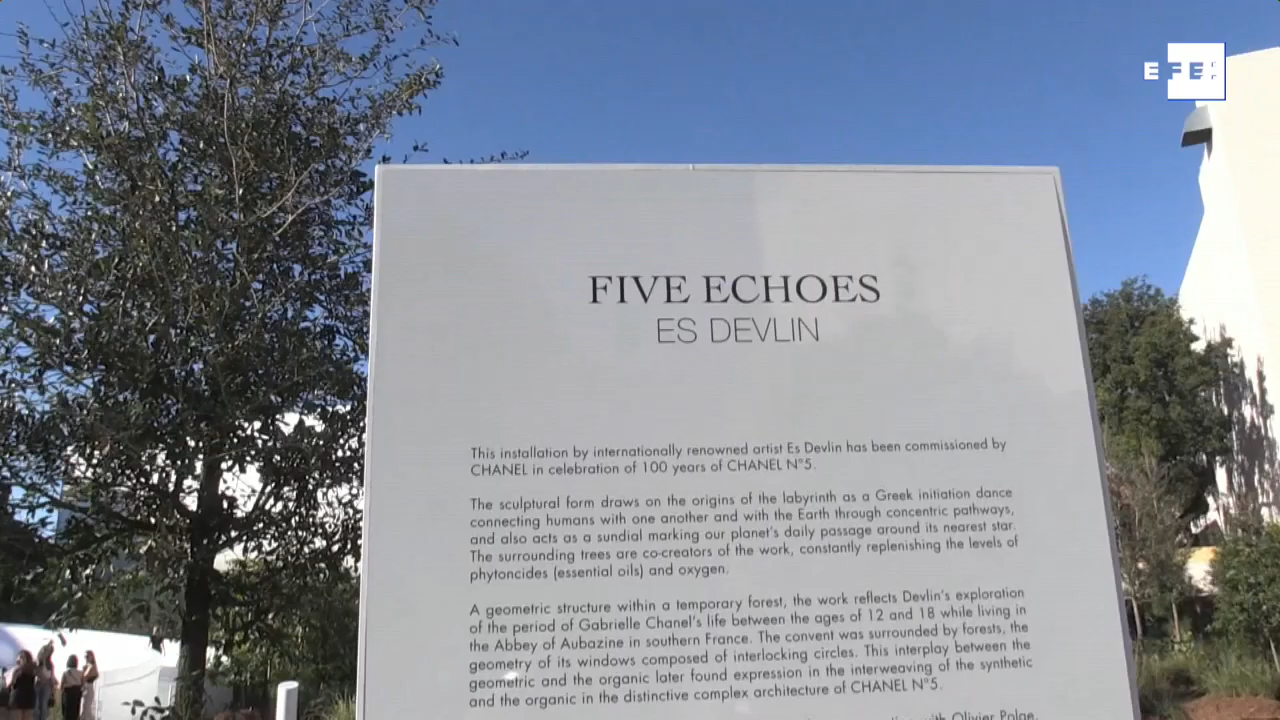 EFE:
FIVE ECHOES
ES DEVLIN
This installation by internationally renowned artist Es Devlin has been commissioned by
CHANEL in celebration of 100 years of CHANEL N°5.
The sculptural form draws on the origins of the labyrinth as a Greek initiation dance
connecting humans with one another and with the Earth through concentric pathways,
and also acts as a sundial marking our planet's daily passage around its nearest star.
The surrounding trees are co-creators of the work, constantly replenishing the levels of
phytoncides (essential oils) and oxygen.
A geometric structure within a temporary forest, the work reflects Devlin's exploration
of the period of Gabrielle Chanel's life between the ages of 12 and 18 while living in
the Abbey of Aubazine in southern France. The convent was surrounded by forests, the
geometry of its windows composed of interlocking circles. This interplay between the
geometric and the organic later found expression in the interweaving of the synthetic
and the organic in the distinctive complex architecture of CHANEL N°5.
with Olivier Polge,